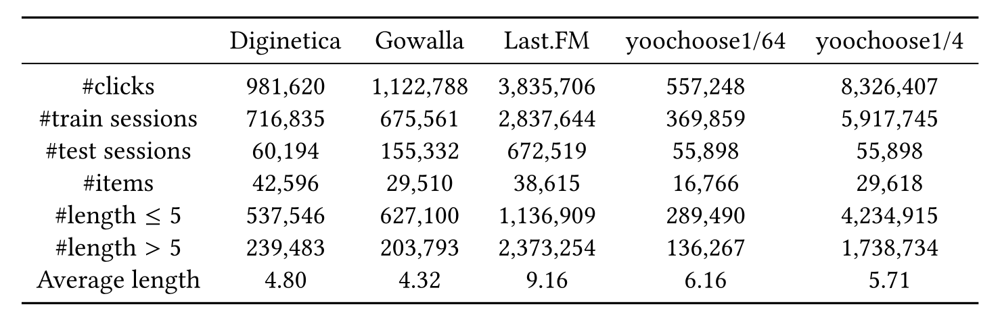 Diginetica Gowalla Last.FM yoochoose1/64 yoochoose1/4
#clicks 981,620 1,122,788 3,835,706 557,248 8,326,407
#train sessions 716,835 675,561 2,837,644 369,859 5,917,745
#test sessions 60,194 155,332 672,519 55,898 55,898
#items 42,596 29,510 38,615 16,766 29,618
#length ≤ 5 537,546 627,100 1,136,909 289,490 4,234,915
#length > 5 239,483 203,793 2,373,254 136,267 1,738,734
Average length 4.80 4.32 9.16 6.16 5.71